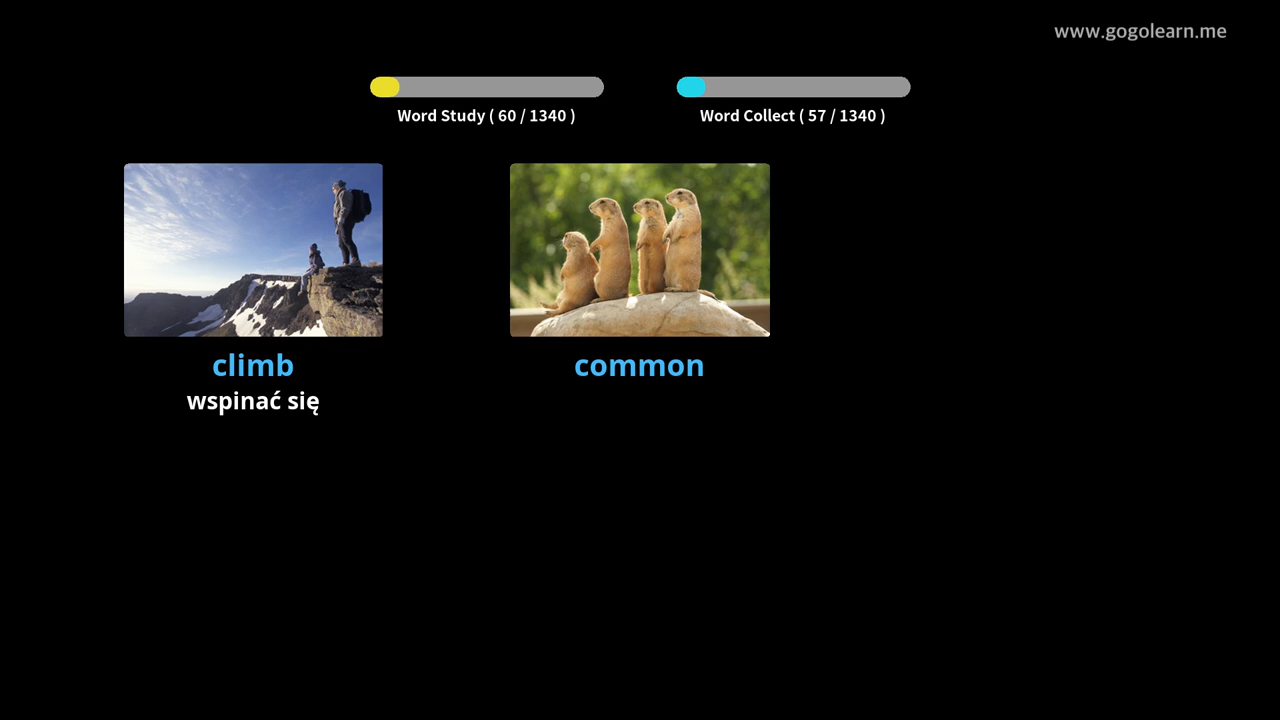 www.gogolearn.me
Word Study ( 60 / 1340 )
Word Collect ( 57 / 1340 )
climb
wspinać się
common